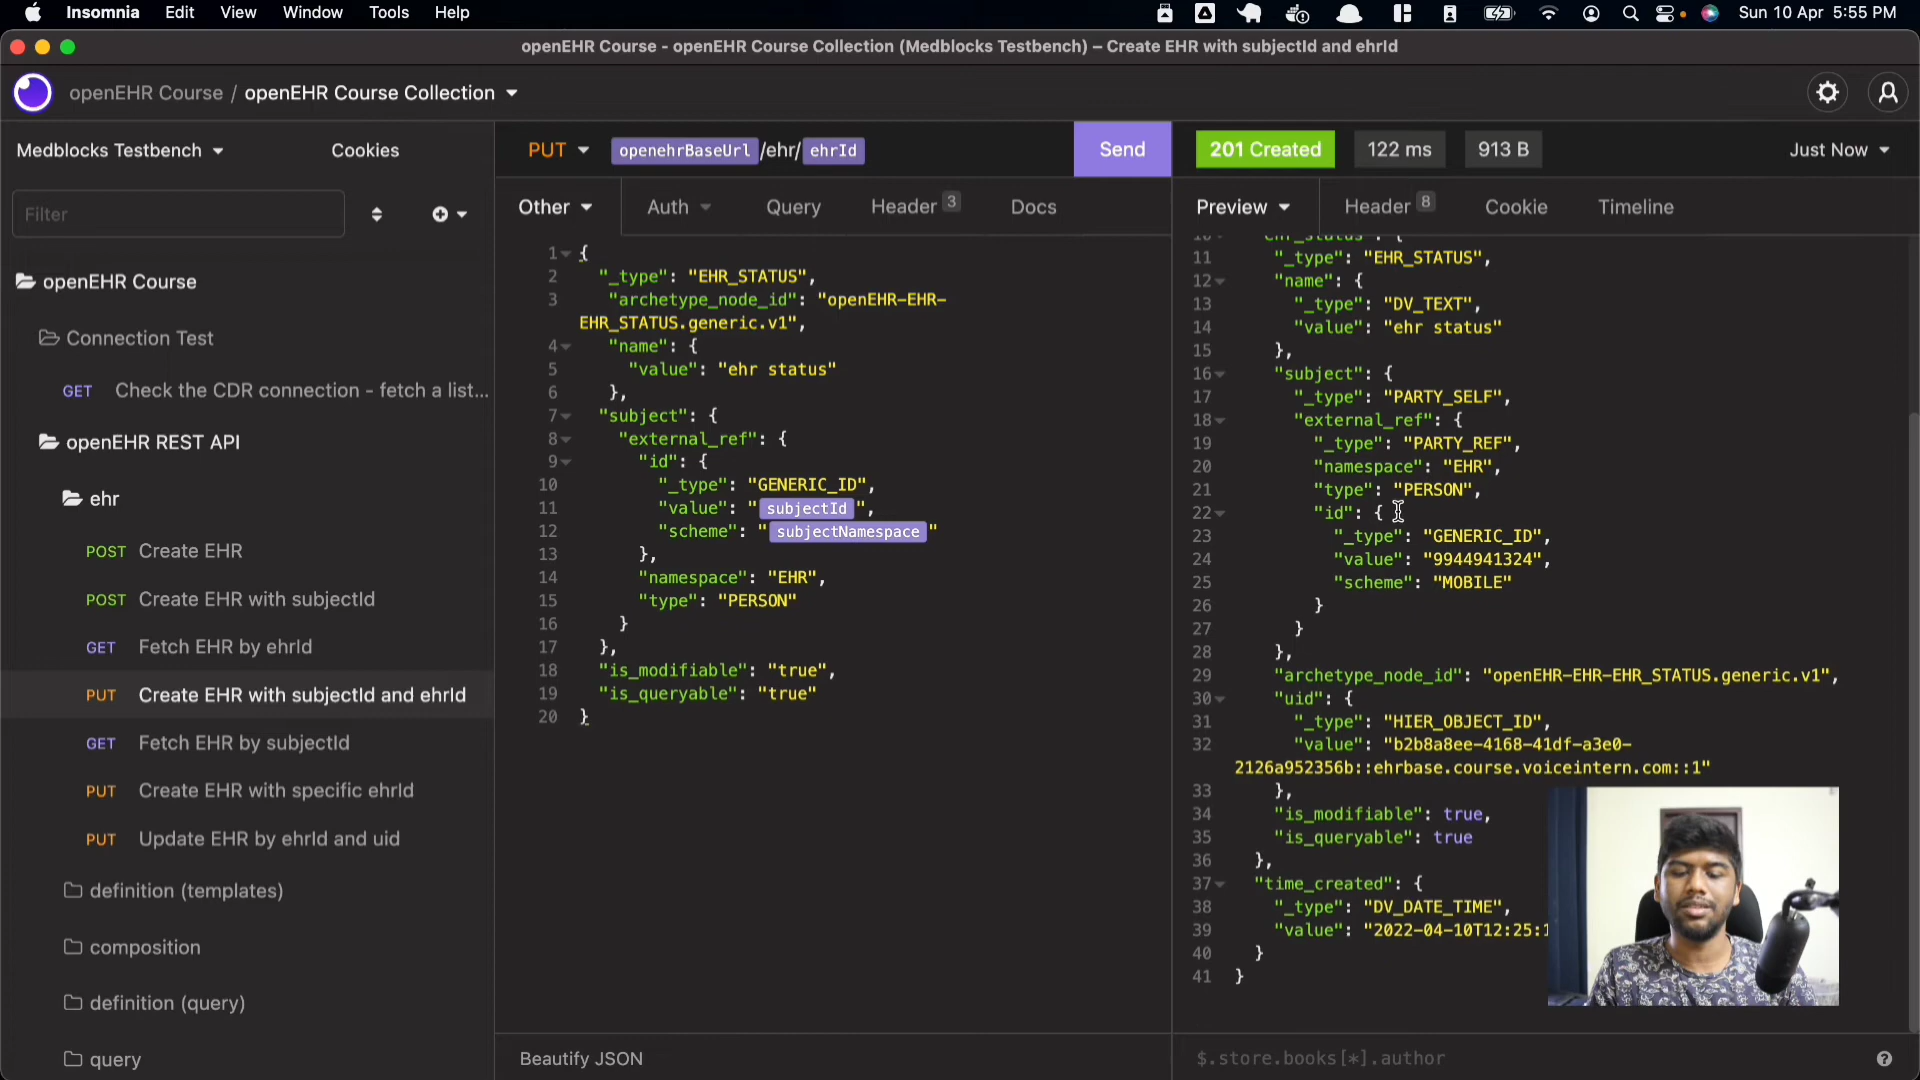 Insomnia Edit View Window Tools Help
Sun 10 Apr 5:55 PM
openEHR Course - openEHR Course Collection (Medblocks Testbench) – Create EHR with subjectId and ehrId
openEHR Course / openEHR Course Collection
Medblocks Testbench
Cookies
Filter
openEHR Course
Connection Test
GET Check the CDR connection - fetch a list...
openEHR REST API
ehr
POST Create EHR
POST Create EHR with subjectId
GET Fetch EHR by ehrId
PUT Create EHR with subjectId and ehrId
GET Fetch EHR by subjectId
PUT Create EHR with specific ehrId
PUT Update EHR by ehrId and uid
definition (templates)
composition
definition (query)
query
PUT openehrBaseUrl /ehr/ ehrId
Send
Other Auth Query Header 3 Docs
1 {
2 "_type": "EHR_STATUS",
3 "archetype_node_id": "openEHR-EHR-
EHR_STATUS.generic.v1",
4 "name": {
5 "value": "ehr status"
6 },
7 "subject": {
8 "external_ref": {
9 "id": {
10 "_type": "GENERIC_ID",
11 "value": " subjectId ",
12 "scheme": " subjectNamespace "
13 },
14 "namespace": "EHR",
15 "type": "PERSON"
16 }
17 },
18 "is_modifiable": "true",
19 "is_queryable": "true"
20 }
Beautify JSON
201 Created 122 ms 913 B Just Now
Preview Header 8 Cookie Timeline
11 "_type": "EHR_STATUS",
12 "name": {
13 "_type": "DV_TEXT",
14 "value": "ehr status"
15 },
16 "subject": {
17 "_type": "PARTY_SELF",
18 "external_ref": {
19 "_type": "PARTY_REF",
20 "namespace": "EHR",
21 "type": "PERSON",
22 "id": {
23 "_type": "GENERIC_ID",
24 "value": "9944941324",
25 "scheme": "MOBILE"
26 }
27 }
28 },
29 "archetype_node_id": "openEHR-EHR-EHR_STATUS.generic.v1",
30 "uid": {
31 "_type": "HIER_OBJECT_ID",
32 "value": "b2b8a8ee-4168-41df-a3e0-
2126a952356b::ehrbase.course.voiceintern.com::1"
33 },
34 "is_modifiable": true,
35 "is_queryable": true
36 },
37 "time_created": {
38 "_type": "DV_DATE_TIME",
39 "value": "2022-04-10T12:25:1
40 }
41 }
$.store.books[*].author